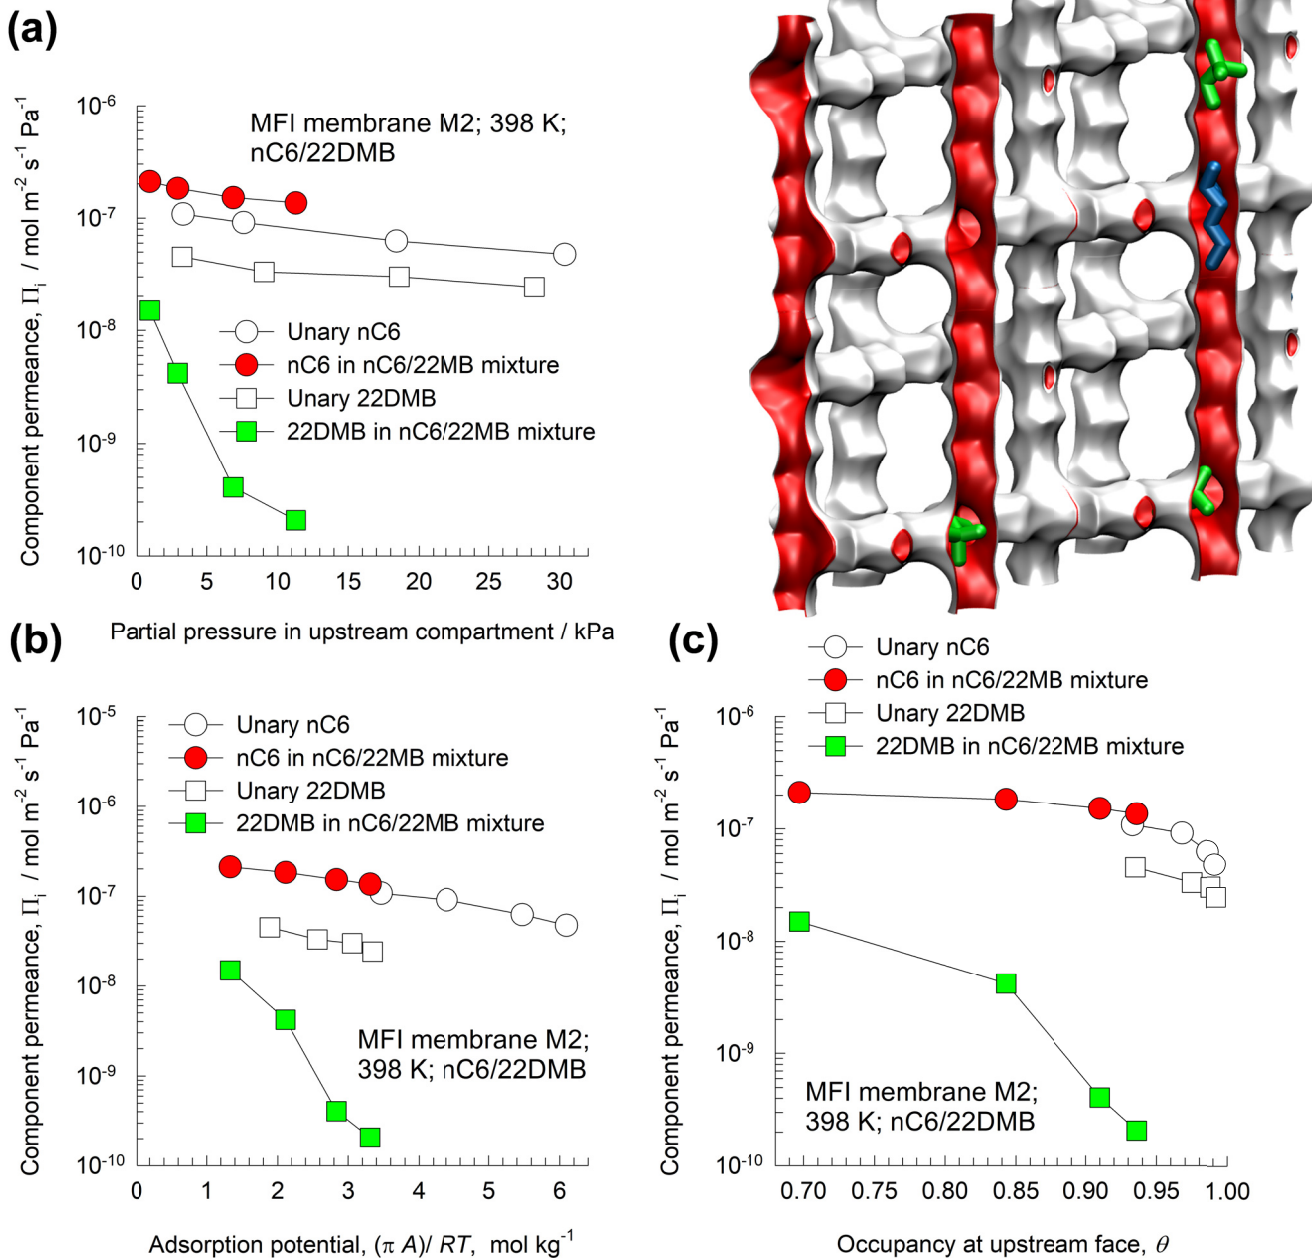 (a)
10⁻⁶
10⁻⁷
10⁻⁸
10⁻⁹
10⁻¹⁰
Component permeance, Πᵢ / mol m⁻² s⁻¹ Pa⁻¹
MFI membrane M2; 398 K;
nC6/22DMB
Unary nC6
nC6 in nC6/22MB mixture
Unary 22DMB
22DMB in nC6/22MB mixture
0 5 10 15 20 25 30
Partial pressure in upstream compartment / kPa
(b)
10⁻⁵
10⁻⁶
10⁻⁷
10⁻⁸
10⁻⁹
10⁻¹⁰
Component permeance, Πᵢ / mol m⁻² s⁻¹ Pa⁻¹
Unary nC6
nC6 in nC6/22MB mixture
Unary 22DMB
22DMB in nC6/22MB mixture
MFI membrane M2;
398 K; nC6/22DMB
0 1 2 3 4 5 6
Adsorption potential, (π A)/ RT, mol kg⁻¹
(c)
Unary nC6
nC6 in nC6/22MB mixture
Unary 22DMB
22DMB in nC6/22MB mixture
10⁻⁶
10⁻⁷
10⁻⁸
10⁻⁹
10⁻¹⁰
Component permeance, Πᵢ / mol m⁻² s⁻¹ Pa⁻¹
MFI membrane M2;
398 K; nC6/22DMB
0.70 0.75 0.80 0.85 0.90 0.95 1.00
Occupancy at upstream face, θ